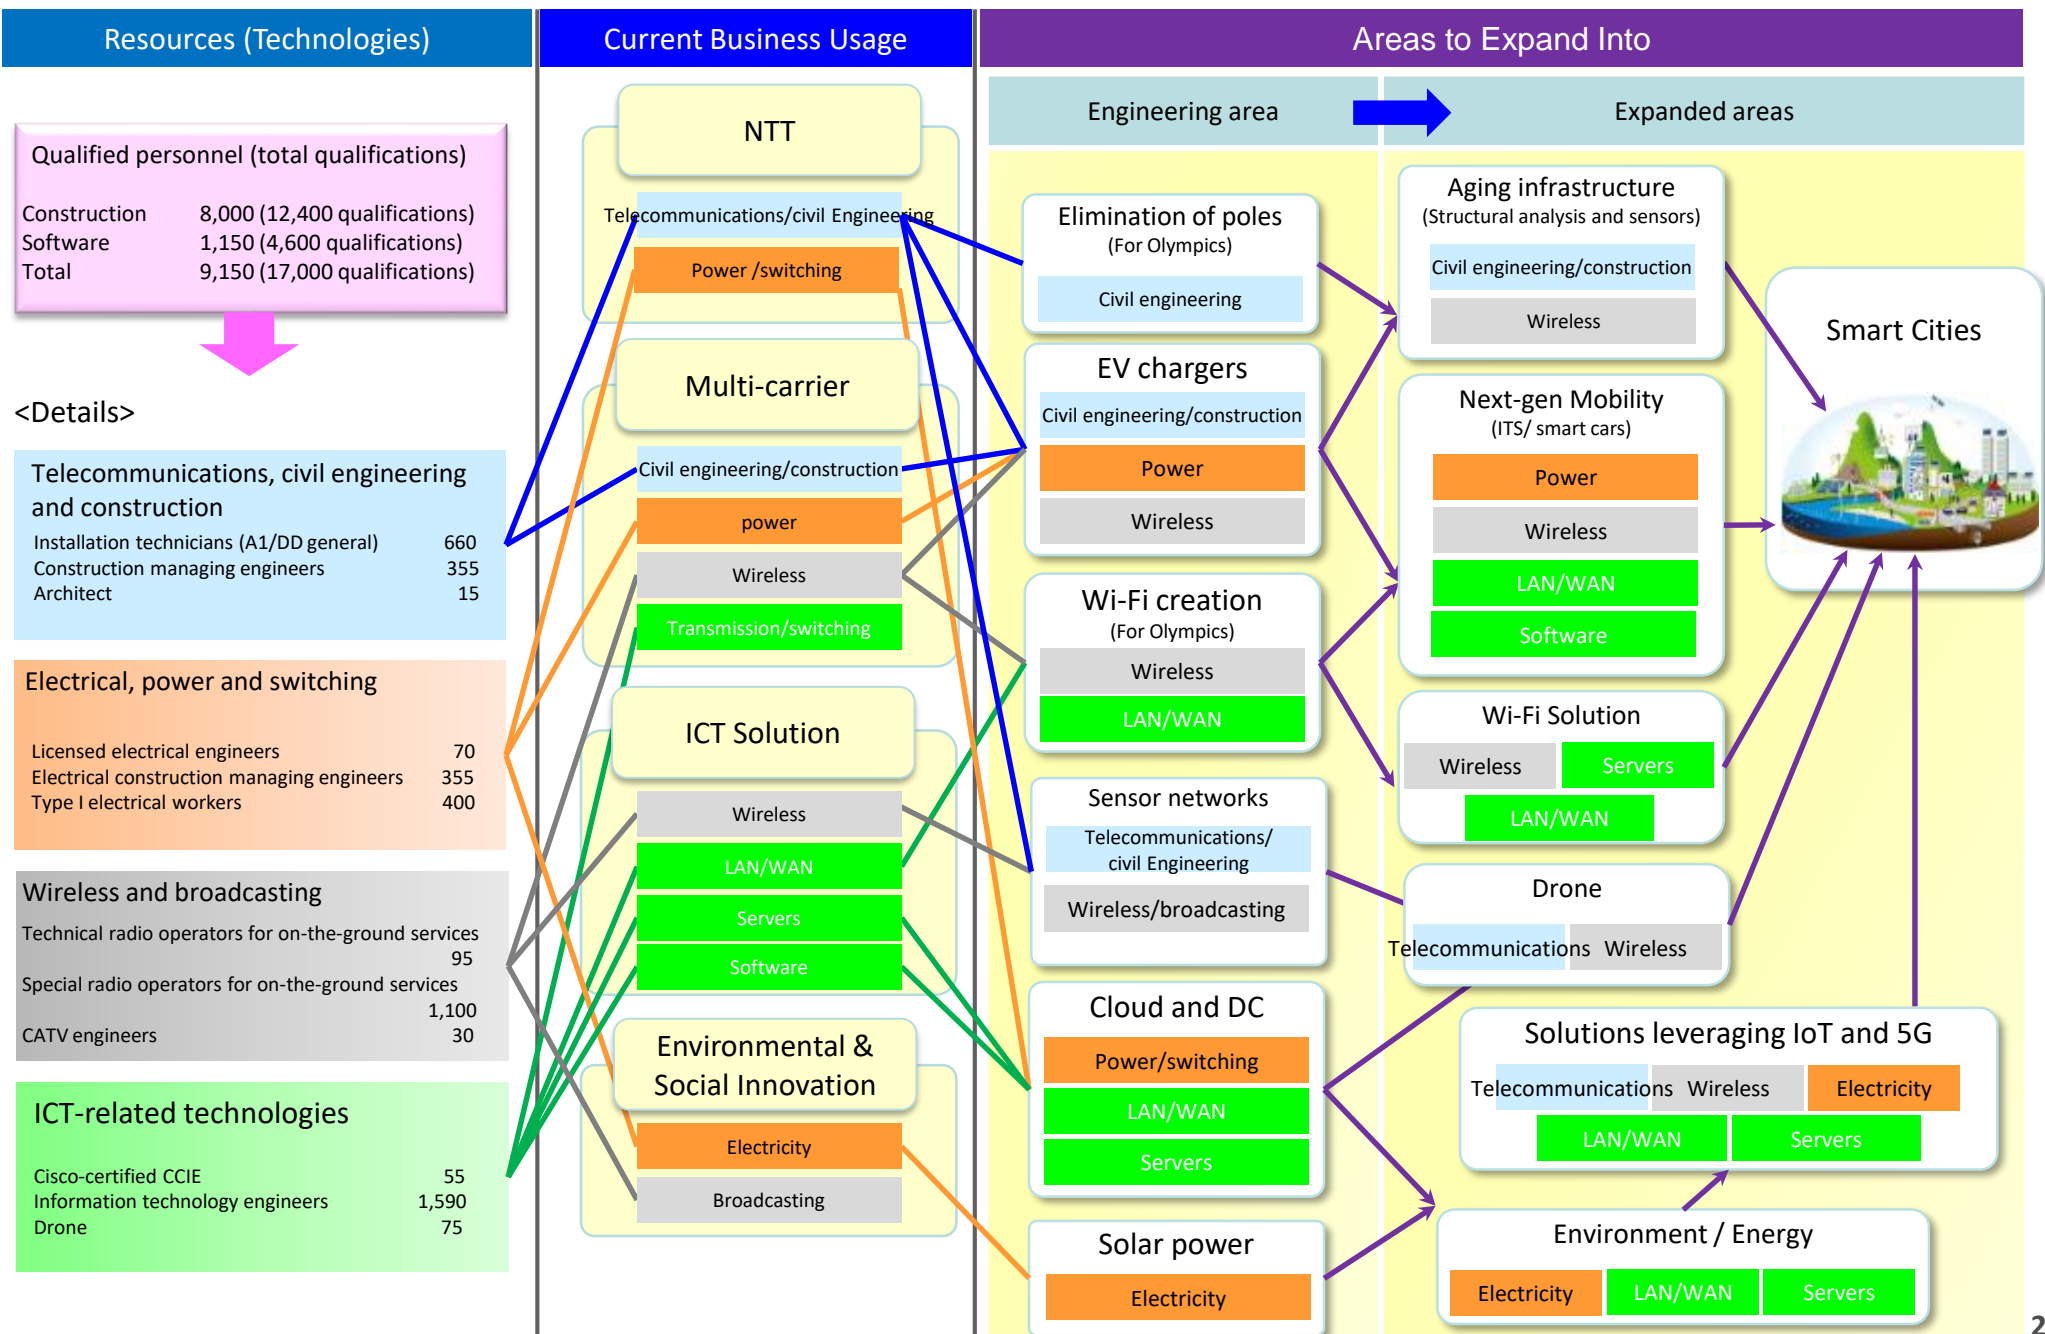 Resources (Technologies)
Current Business Usage
Areas to Expand Into
Engineering area
Expanded areas
Qualified personnel (total qualifications)
Construction 8,000 (12,400 qualifications)
Software 1,150 (4,600 qualifications)
Total 9,150 (17,000 qualifications)
<Details>
Telecommunications, civil engineering
and construction
Installation technicians (A1/DD general) 660
Construction managing engineers 355
Architect 15
Electrical, power and switching
Licensed electrical engineers 70
Electrical construction managing engineers 355
Type I electrical workers 400
Wireless and broadcasting
Technical radio operators for on-the-ground services
95
Special radio operators for on-the-ground services
1,100
CATV engineers 30
ICT-related technologies
Cisco-certified CCIE 55
Information technology engineers 1,590
Drone 75
NTT
Telecommunications/civil Engineering
Power /switching
Multi-carrier
Civil engineering/construction
power
Wireless
Transmission/switching
ICT Solution
Wireless
LAN/WAN
Servers
Software
Environmental &
Social Innovation
Electricity
Broadcasting
Elimination of poles
(For Olympics)
Civil engineering
EV chargers
Civil engineering/construction
Power
Wireless
Wi-Fi creation
(For Olympics)
Wireless
LAN/WAN
Sensor networks
Telecommunications/
civil Engineering
Wireless/broadcasting
Cloud and DC
Power/switching
LAN/WAN
Servers
Solar power
Electricity
Aging infrastructure
(Structural analysis and sensors)
Civil engineering/construction
Wireless
Next-gen Mobility
(ITS/ smart cars)
Power
Wireless
LAN/WAN
Software
Wi-Fi Solution
Wireless Servers
LAN/WAN
Drone
Telecommunications Wireless
Solutions leveraging IoT and 5G
Telecommunications Wireless Electricity
LAN/WAN Servers
Environment / Energy
Electricity LAN/WAN Servers
Smart Cities
2